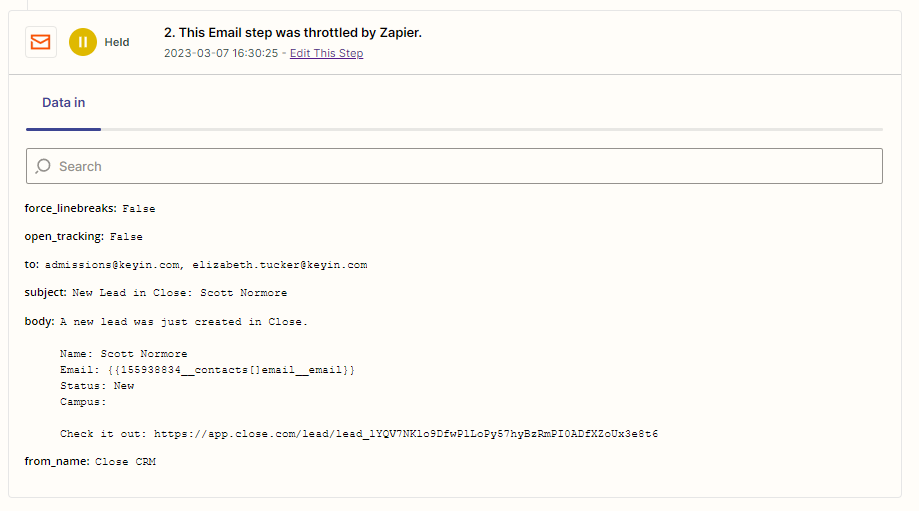 Held
2. This Email step was throttled by Zapier.
2023-03-07 16:30:25 - Edit This Step
Data in
Search
force_linebreaks: False
open_tracking: False
to: admissions@keyin.com, elizabeth.tucker@keyin.com
subject: New Lead in Close: Scott Normore
body: A new lead was just created in Close.
Name: Scott Normore
Email: {{155938834__contacts[]email__email}}
Status: New
Campus:
Check it out: https://app.close.com/lead/lead_lYQV7NKlo9DfwPlLoPy57hyBzRmPI0ADfXZoUx3e8t6
from_name: Close CRM